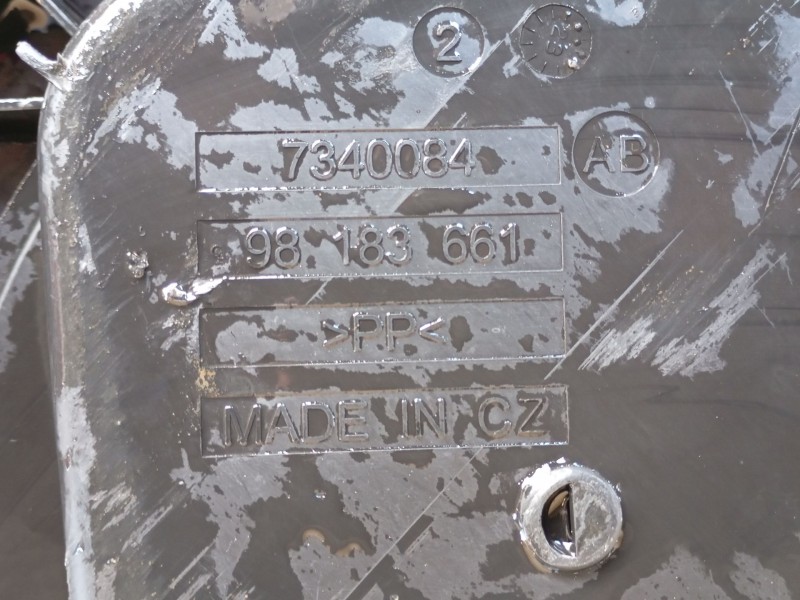 2
7340084 AB
98 183 661
>PP<
MADE IN CZ